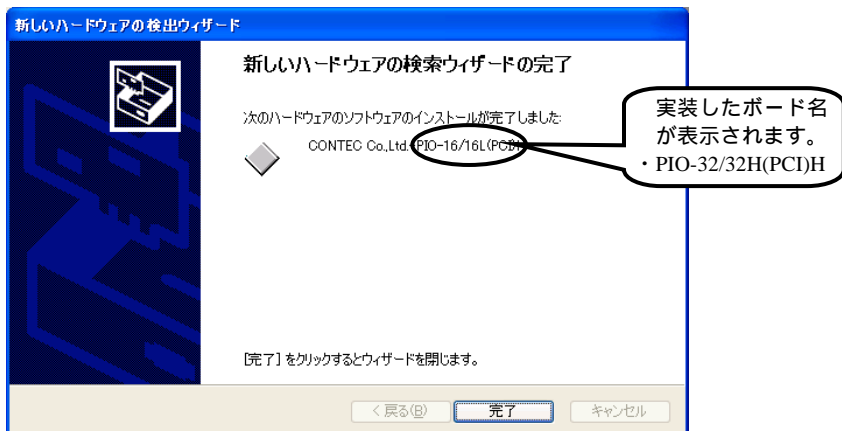 新しいハードウェアの検出ウィザード
新しいハードウェアの検索ウィザードの完了
次のハードウェアのソフトウェアのインストールが完了しました:
CONTEC Co.,Ltd. PIO-16/16L(PCI)H
実装したボード名
が表示されます。
・PIO-32/32H(PCI)H
[完了] をクリックするとウィザードを閉じます。
< 戻る(B)
完了
キャンセル